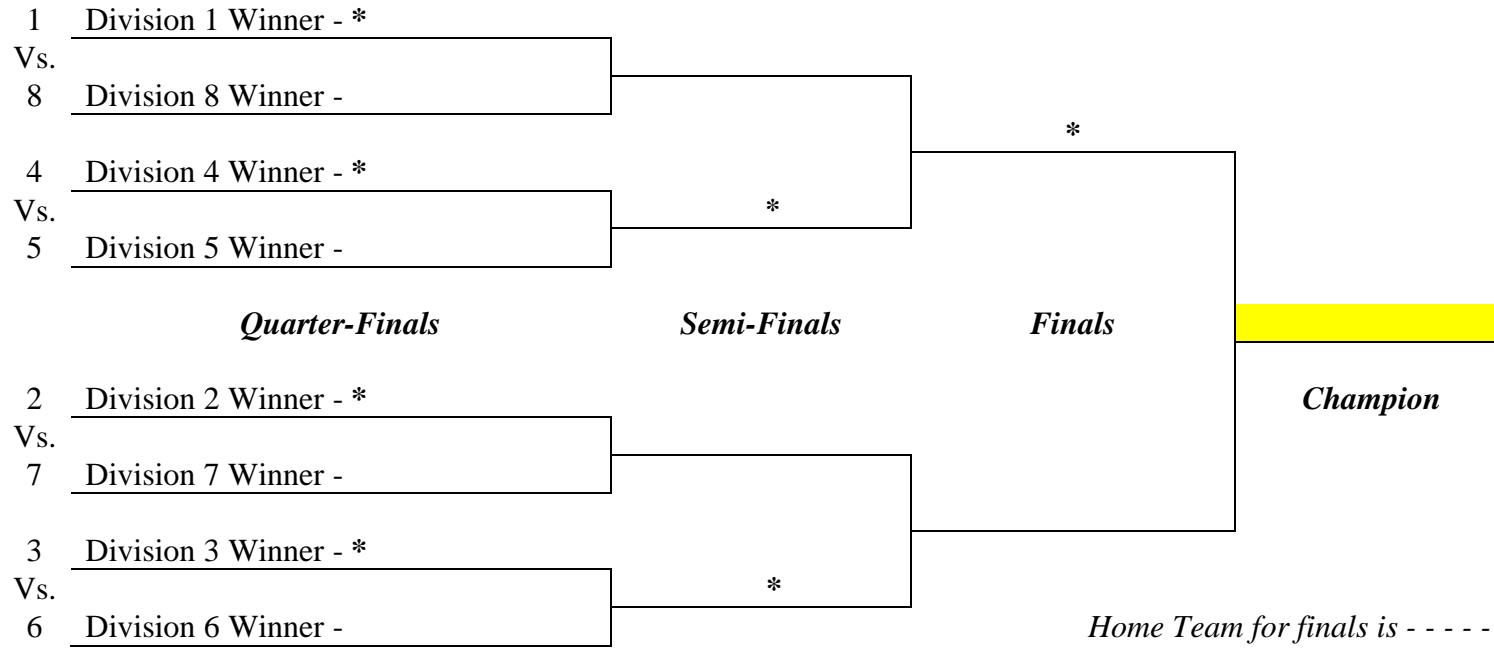 1 Division 1 Winner - *
Vs.
8 Division 8 Winner -
*
4 Division 4 Winner - *
Vs.
*
5 Division 5 Winner -
Quarter-Finals Semi-Finals Finals
2 Division 2 Winner - *
Champion
Vs.
7 Division 7 Winner -
3 Division 3 Winner - *
Vs.
*
6 Division 6 Winner -
Home Team for finals is - - - - -